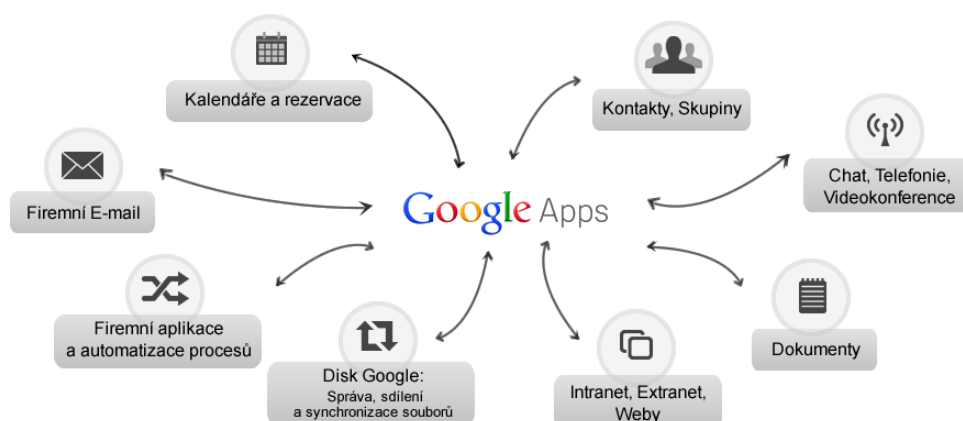 Kalendáře a rezervace
Kontakty, Skupiny
Chat, Telefonie,
Videokonference
Firemní E-mail
Google Apps
Firemní aplikace
a automatizace procesů
Disk Google:
Správa, sdílení
a synchronizace souborů
Intranet, Extranet,
Weby
Dokumenty